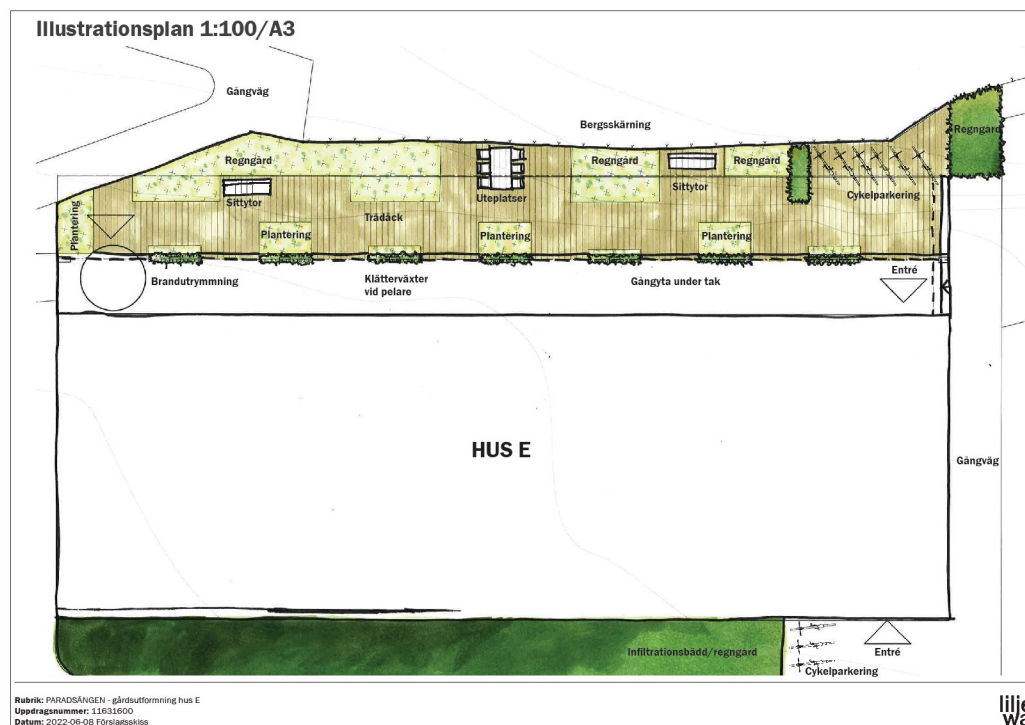 Illustrationsplan 1:100/A3
Gångväg
Bergsskärning
Regngård
Regngård
Regngård
Regngård
Sittytor
Uteplatser
Sittytor
Cykelparkering
Plantering
Trädäck
Plantering
Plantering
Plantering
Brandutrymmning
Klätterväxter
vid pelare
Gångyta under tak
Entré
HUS E
Gångväg
Infiltrationsbädd/regngård
Entré
Cykelparkering
Rubrik: PARADSÄNGEN - gårdsutformning hus E
Uppdragsnummer: 11631600
Datum: 2022-06-08 Förslagsskiss